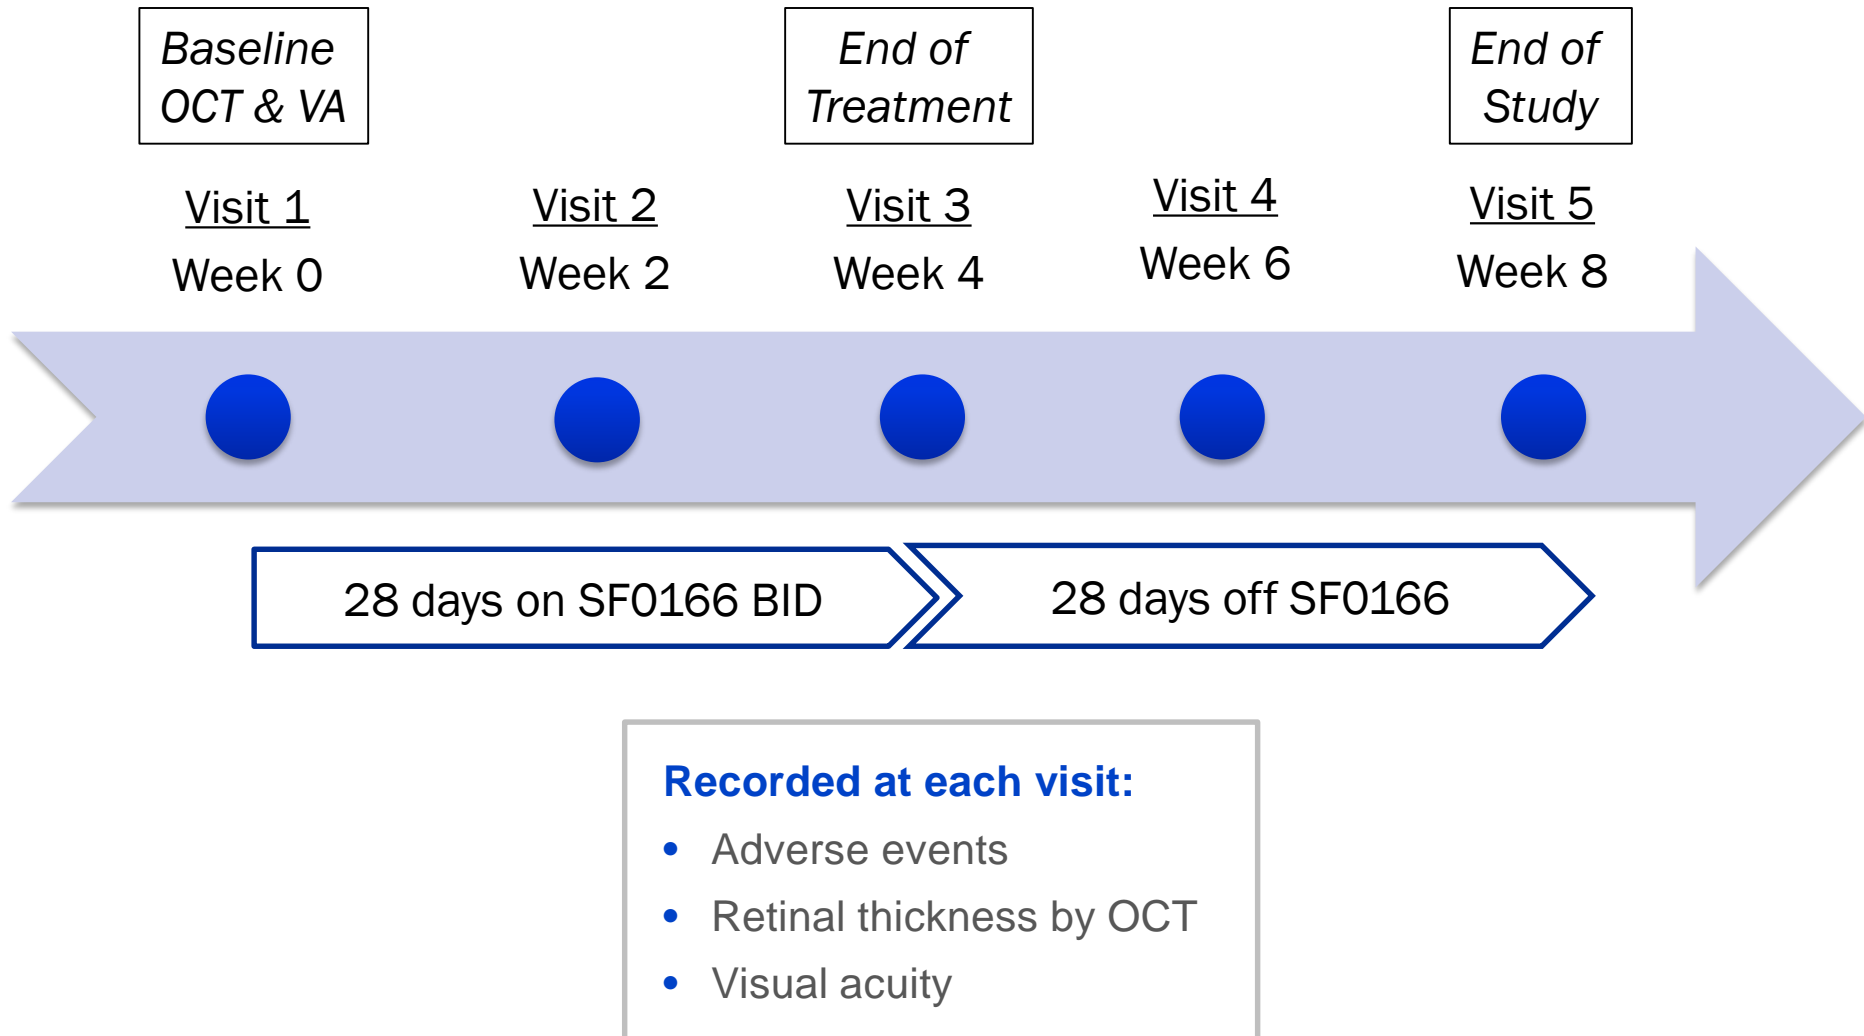 Baseline
OCT & VA
End of
Treatment
End of
Study
Visit 1
Week 0
Visit 2
Week 2
Visit 3
Week 4
Visit 4
Week 6
Visit 5
Week 8
28 days on SF0166 BID
28 days off SF0166
Recorded at each visit:
• Adverse events
• Retinal thickness by OCT
• Visual acuity